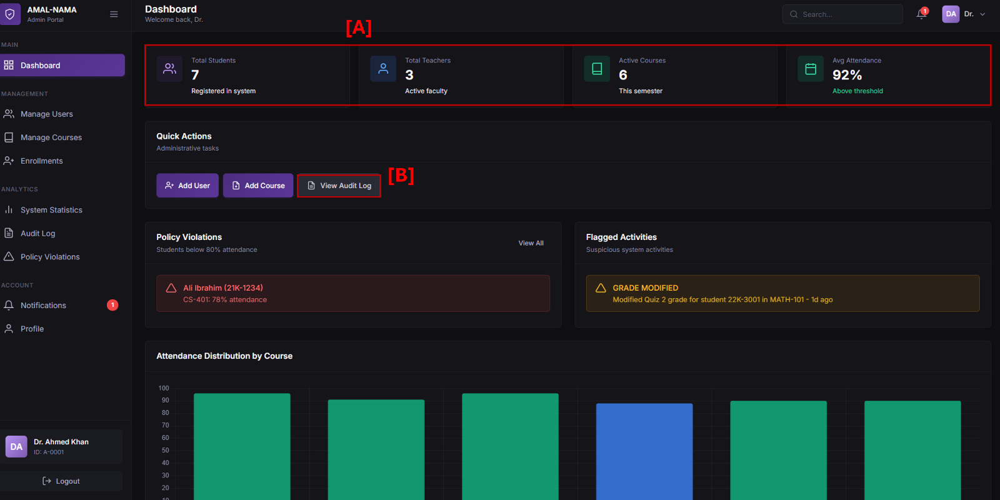 AMAL-NAMA
Admin Portal
MAIN
Dashboard
MANAGEMENT
Manage Users
Manage Courses
Enrollments
ANALYTICS
System Statistics
Audit Log
Policy Violations
ACCOUNT
Notifications
1
Profile
DA
Dr. Ahmed Khan
ID: A-0001
Logout
Dashboard
Welcome back, Dr.
Search...
1
DA
Dr.
[A]
Total Students
7
Registered in system
Total Teachers
3
Active faculty
Active Courses
6
This semester
Avg Attendance
92%
Above threshold
Quick Actions
Administrative tasks
Add User
Add Course
View Audit Log
[B]
Policy Violations
Students below 80% attendance
View All
Ali Ibrahim (21K-1234)
CS-401: 78% attendance
Flagged Activities
Suspicious system activities
GRADE MODIFIED
Modified Quiz 2 grade for student 22K-3001 in MATH-101 - 1d ago
Attendance Distribution by Course
100
90
80
70
60
50
40
30
20
10